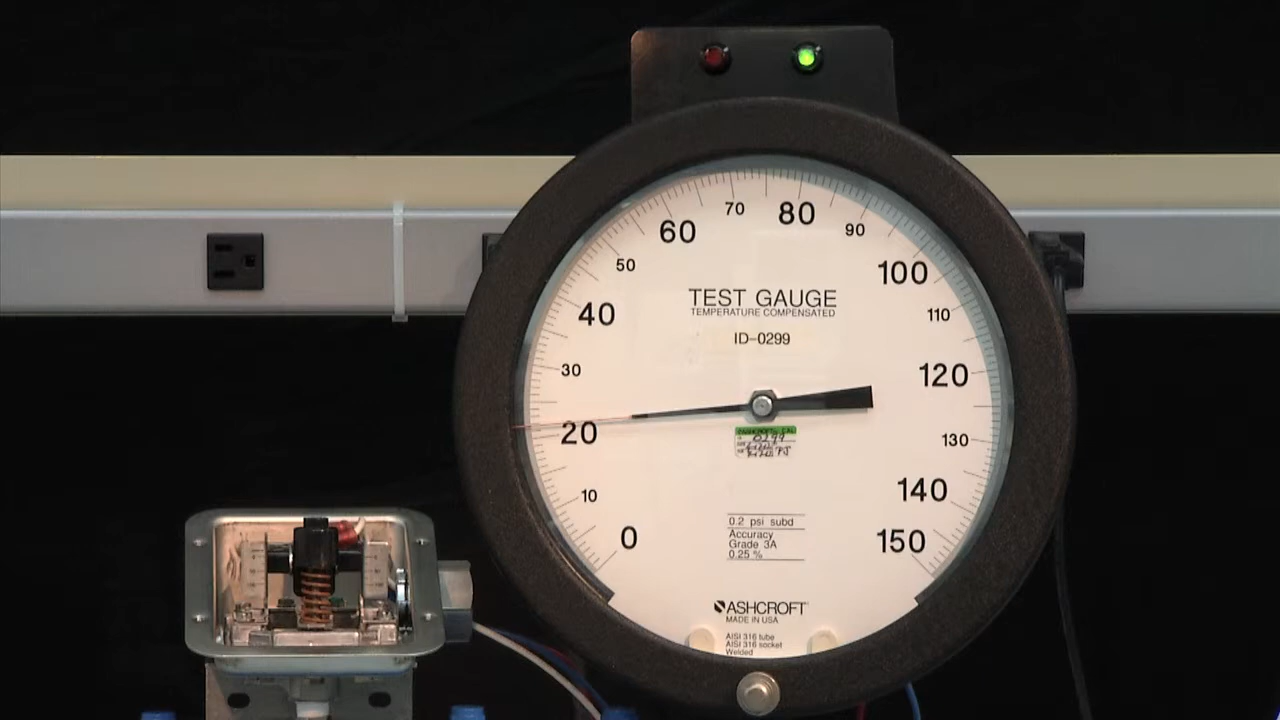 60 70 80 90
50 100
40 110
TEST GAUGE
TEMPERATURE COMPENSATED
ID-0299
30 120
20 130
0299
10 140
0 150
0.2 psi subd
Accuracy
Grade 3A
0.25 %
ASHCROFT
MADE IN USA
AISI 316 tube
AISI 316 socket
Welded